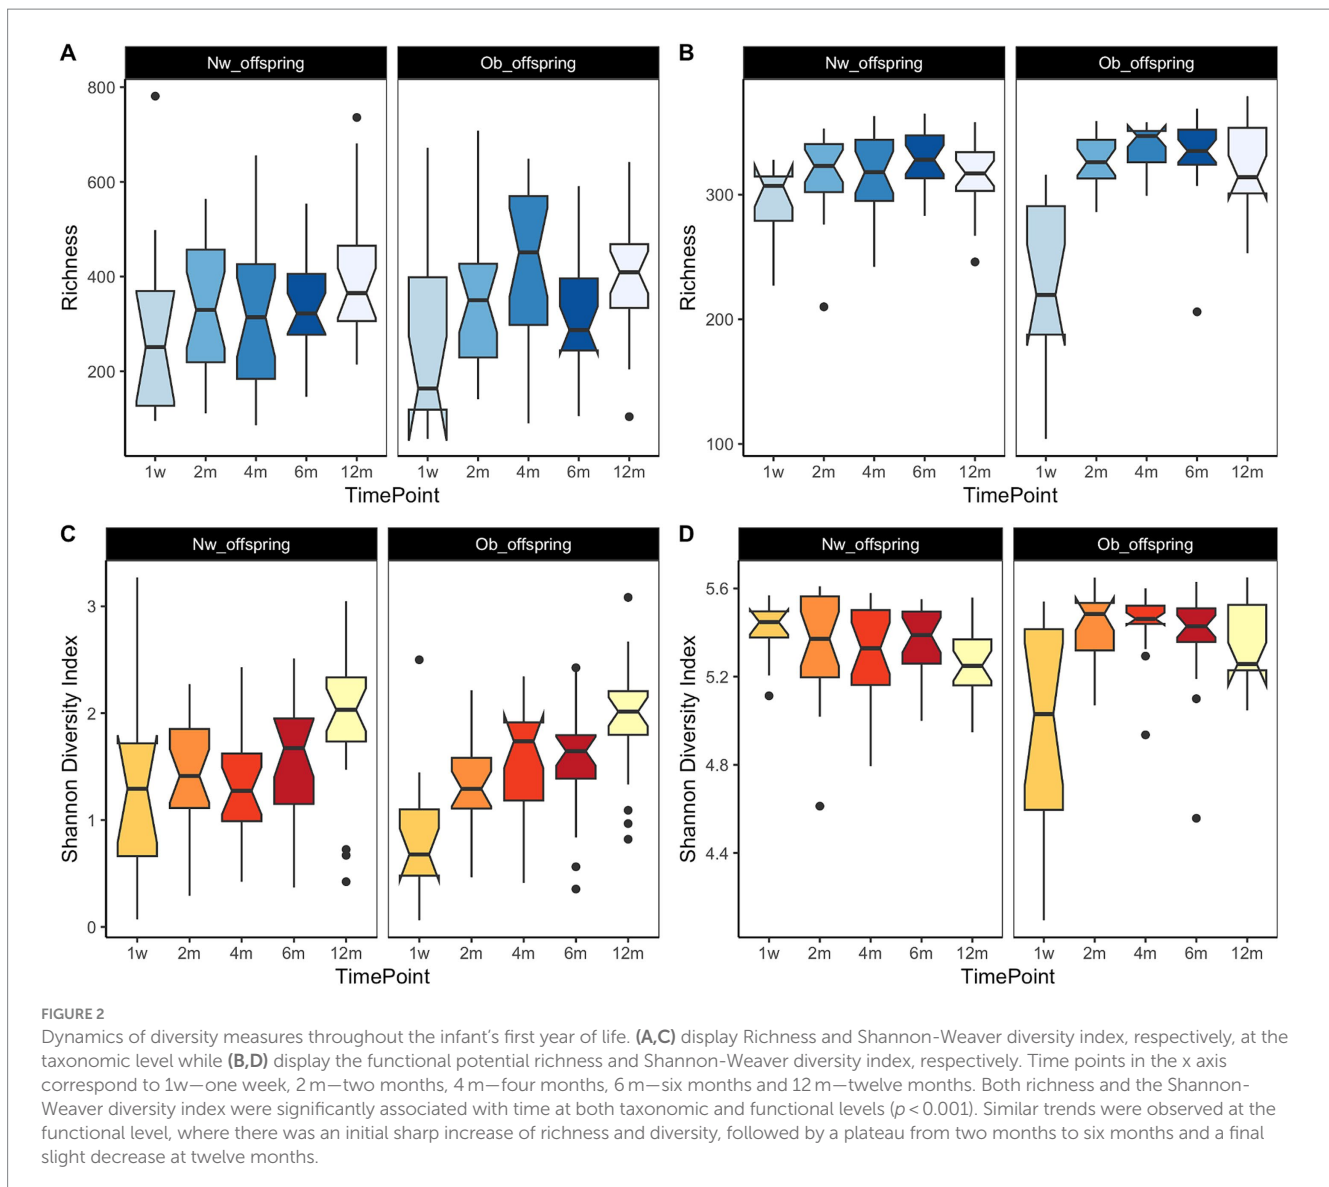 A
Nw_offspring
Ob_offspring
Richness
800
600
400
200
1w 2m 4m 6m 12m
1w 2m 4m 6m 12m
TimePoint
B
Nw_offspring
Ob_offspring
Richness
300
200
100
1w 2m 4m 6m 12m
1w 2m 4m 6m 12m
TimePoint
C
Nw_offspring
Ob_offspring
Shannon Diversity Index
3
2
1
0
1w 2m 4m 6m 12m
1w 2m 4m 6m 12m
TimePoint
D
Nw_offspring
Ob_offspring
Shannon Diversity Index
5.6
5.2
4.8
4.4
1w 2m 4m 6m 12m
1w 2m 4m 6m 12m
TimePoint
FIGURE 2
Dynamics of diversity measures throughout the infant's first year of life. (A,C) display Richness and Shannon-Weaver diversity index, respectively, at the
taxonomic level while (B,D) display the functional potential richness and Shannon-Weaver diversity index, respectively. Time points in the x axis
correspond to 1w—one week, 2 m—two months, 4 m—four months, 6 m—six months and 12 m—twelve months. Both richness and the Shannon-
Weaver diversity index were significantly associated with time at both taxonomic and functional levels (p < 0.001). Similar trends were observed at the
functional level, where there was an initial sharp increase of richness and diversity, followed by a plateau from two months to six months and a final
slight decrease at twelve months.